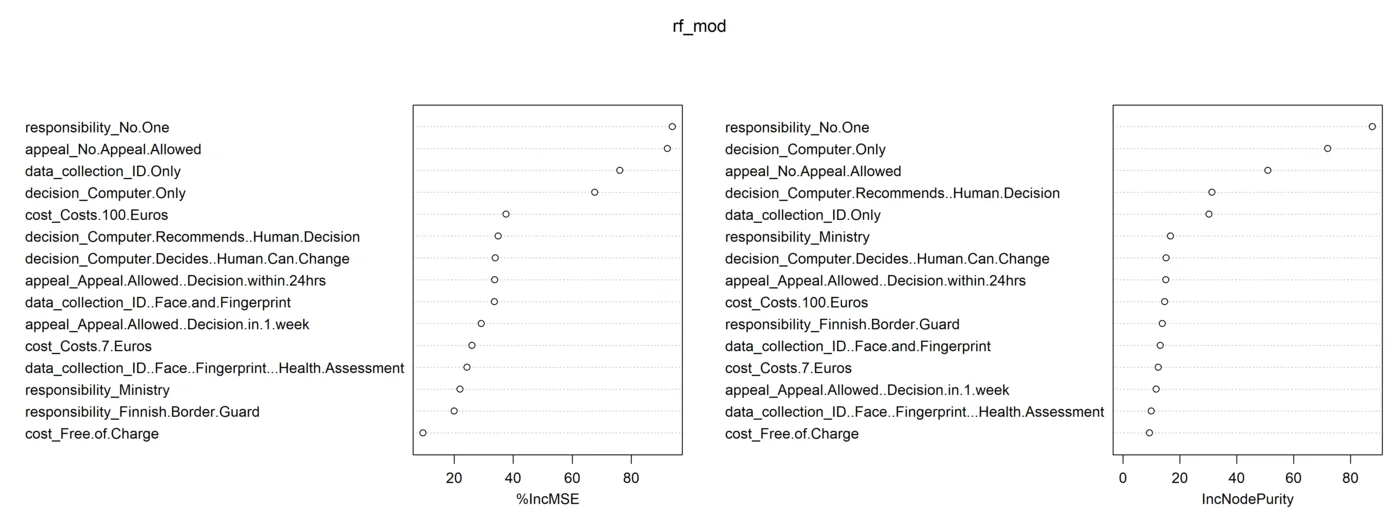 rf_mod
responsibility_No.One
appeal_No.Appeal.Allowed
data_collection_ID.Only
decision_Computer.Only
cost_Costs.100.Euros
decision_Computer.Recommends..Human.Decision
decision_Computer.Decides..Human.Can.Change
appeal_Appeal.Allowed..Decision.within.24hrs
data_collection_ID..Face.and.Fingerprint
appeal_Appeal.Allowed..Decision.in.1.week
cost_Costs.7.Euros
data_collection_ID..Face..Fingerprint...Health.Assessment
responsibility_Ministry
responsibility_Finnish.Border.Guard
cost_Free.of.Charge
20 40 60 80
%IncMSE
responsibility_No.One
decision_Computer.Only
appeal_No.Appeal.Allowed
decision_Computer.Recommends..Human.Decision
data_collection_ID.Only
responsibility_Ministry
decision_Computer.Decides..Human.Can.Change
appeal_Appeal.Allowed..Decision.within.24hrs
cost_Costs.100.Euros
responsibility_Finnish.Border.Guard
data_collection_ID..Face.and.Fingerprint
cost_Costs.7.Euros
appeal_Appeal.Allowed..Decision.in.1.week
data_collection_ID..Face..Fingerprint...Health.Assessment
cost_Free.of.Charge
0 20 40 60 80
IncNodePurity